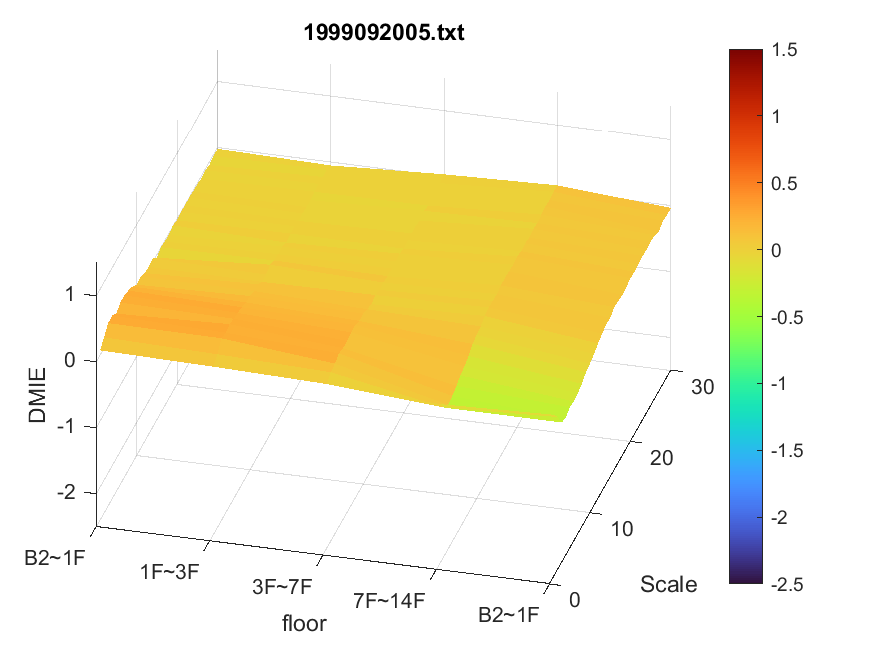 1999092005.txt
1.5
1
0.5
0
-0.5
-1
-1.5
-2
-2.5
1
0
-1
-2
DMIE
B2~1F
1F~3F
3F~7F
7F~14F
B2~1F
floor
0
10
20
30
Scale